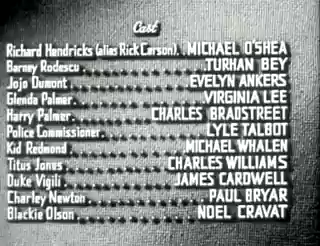 Cast
Richard Hendricks (alias Rick Carson).. MICHAEL O'SHEA
Barney Rodescu..............TURHAN BEY
Jojo Dumont..............EVELYN ANKERS
Glenda Palmer..............VIRGINIA LEE
Harry Palmer.........CHARLES BRADSTREET
Police Commissioner.........LYLE TALBOT
Kid Redmond...........MICHAEL WHALEN
Titus Jones..............CHARLES WILLIAMS
Duke Vigili............JAMES CARDWELL
Charley Newton..............PAUL BRYAR
Blackie Olson..............NOEL CRAVAT